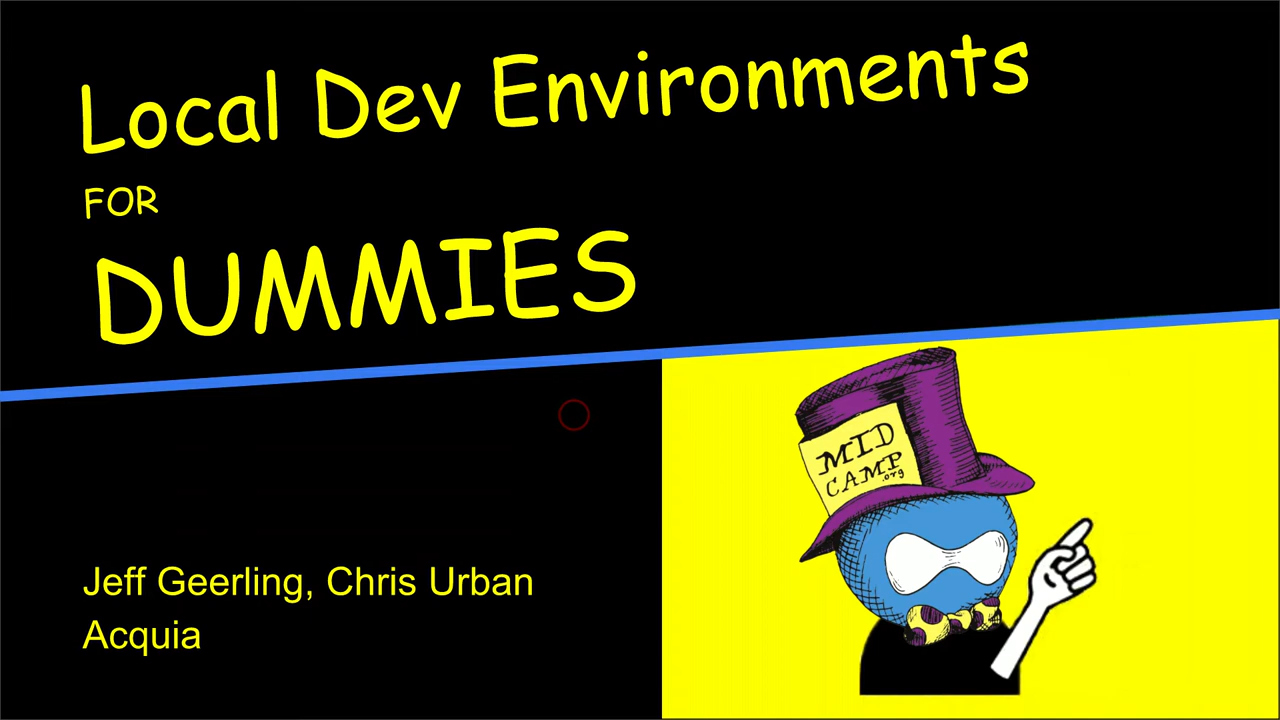 Local Dev Environments
FOR
DUMMIES
MID
CAMP
.org
Jeff Geerling, Chris Urban
Acquia